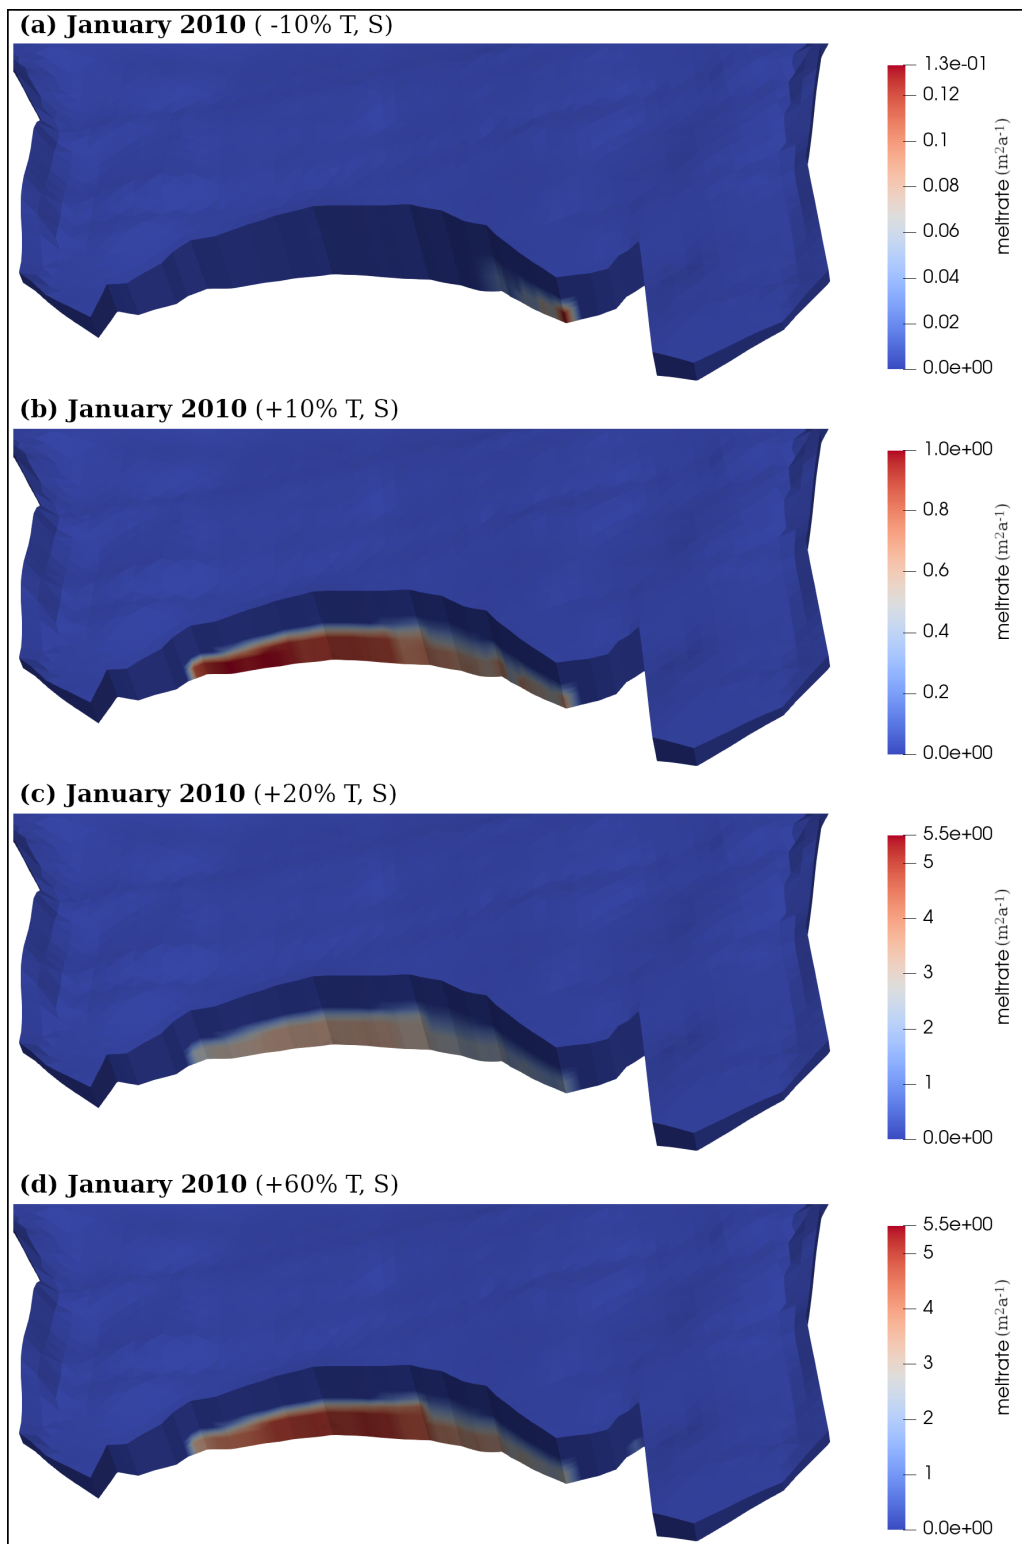 (a) January 2010 ( -10% T, S)
1.3e-01
0.12
0.1
0.08
0.06
0.04
0.02
0.0e+00
meltrate (m²a⁻¹)
(b) January 2010 (+10% T, S)
1.0e+00
0.8
0.6
0.4
0.2
0.0e+00
meltrate (m²a⁻¹)
(c) January 2010 (+20% T, S)
5.5e+00
5
4
3
2
1
0.0e+00
meltrate (m²a⁻¹)
(d) January 2010 (+60% T, S)
5.5e+00
5
4
3
2
1
0.0e+00
meltrate (m²a⁻¹)